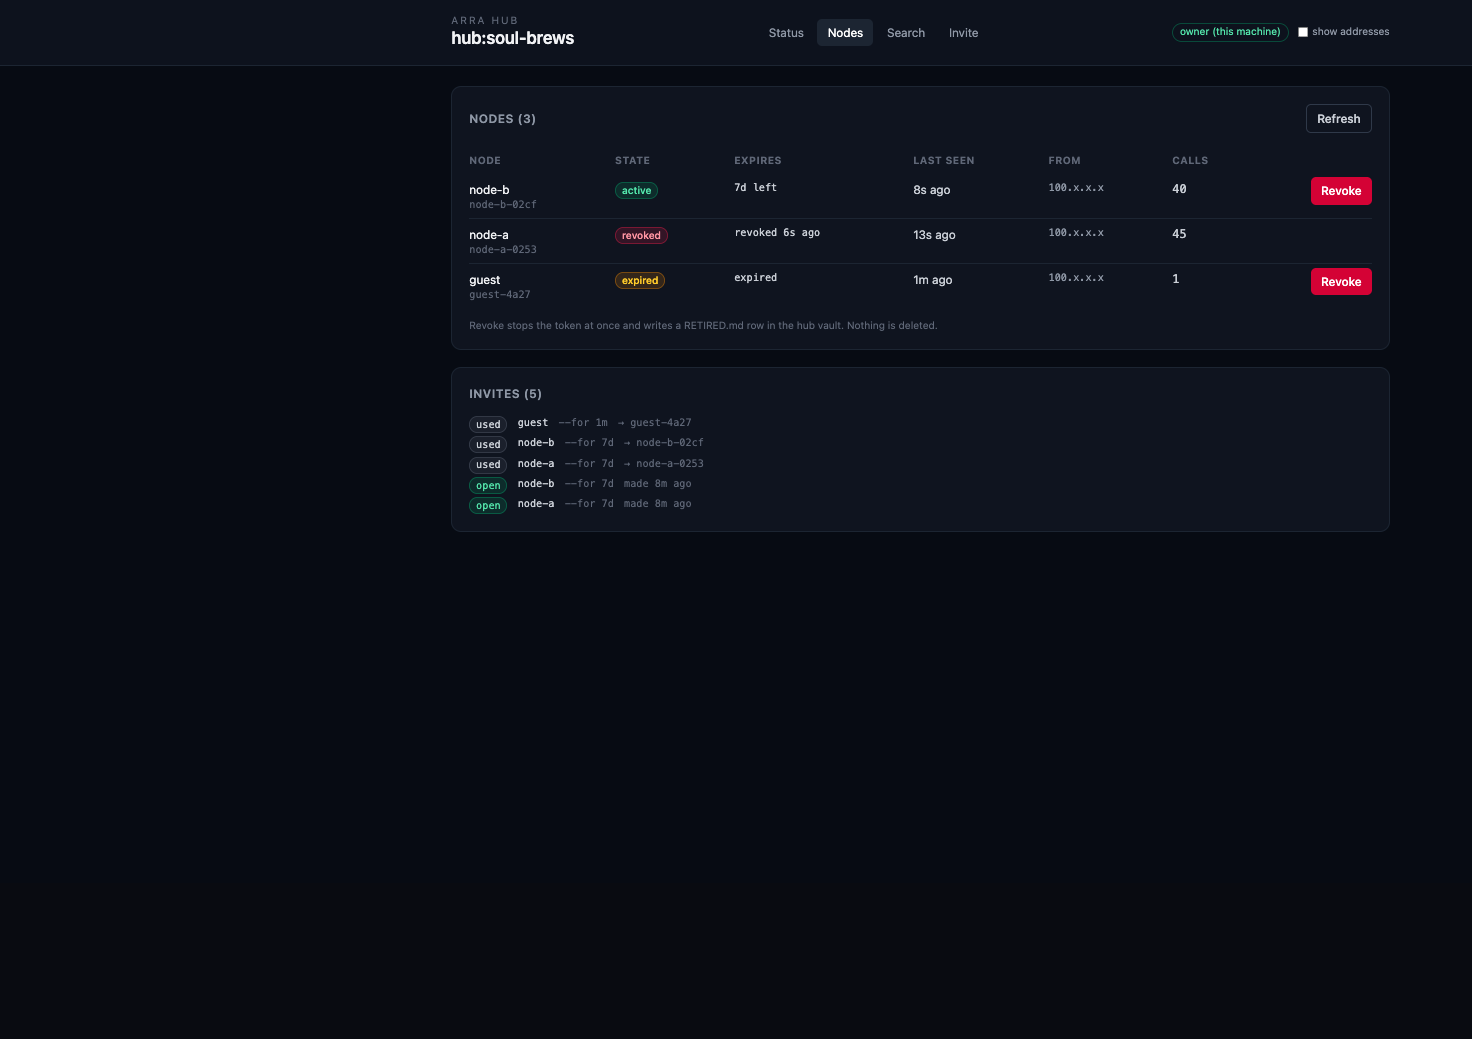 ARRA HUB
hub:soul-brews
Status Nodes Search Invite
owner (this machine) show addresses
NODES (3) Refresh
NODE STATE EXPIRES LAST SEEN FROM CALLS
node-b active 7d left 8s ago 100.x.x.x 40 Revoke
node-b-02cf
node-a revoked revoked 6s ago 13s ago 100.x.x.x 45
node-a-0253
guest expired expired 1m ago 100.x.x.x 1 Revoke
guest-4a27
Revoke stops the token at once and writes a RETIRED.md row in the hub vault. Nothing is deleted.
INVITES (5)
used guest --for 1m → guest-4a27
used node-b --for 7d → node-b-02cf
used node-a --for 7d → node-a-0253
open node-b --for 7d made 8m ago
open node-a --for 7d made 8m ago